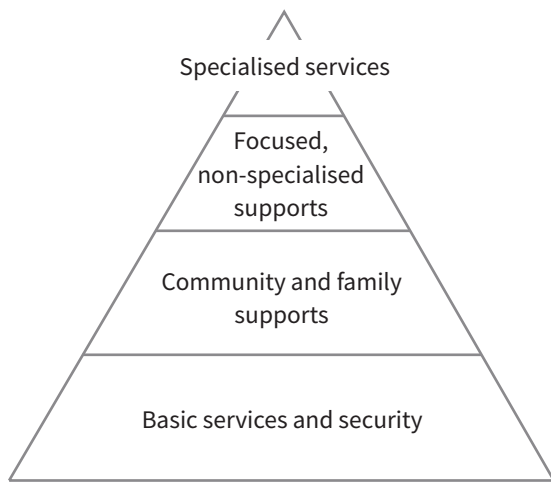 Specialised services
Focused,
non-specialised
supports
Community and family
supports
Basic services and security